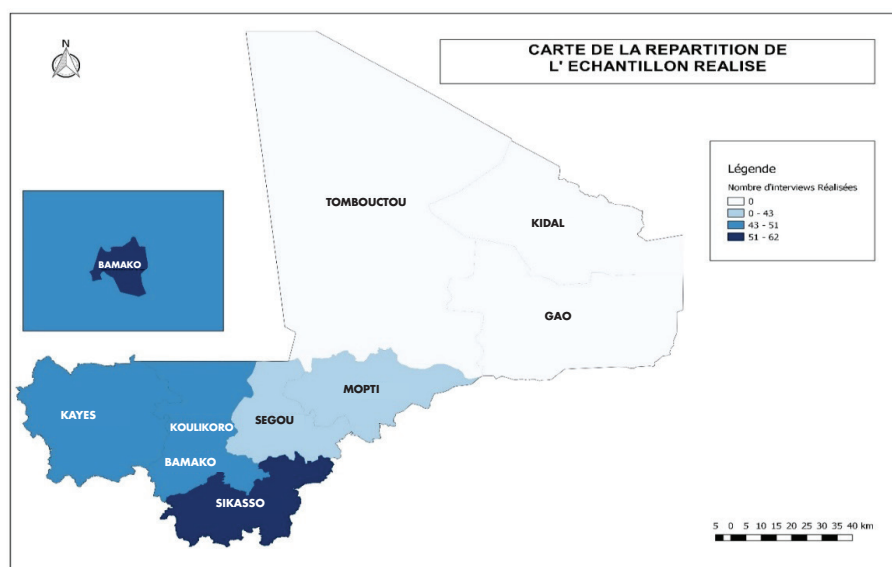 N
CARTE DE LA REPARTITION DE
L' ECHANTILLON REALISE
Légende
Nombre d'interviews Réalisées
0
0 - 43
43 - 51
51 - 62
TOMBOUCTOU
KIDAL
GAO
BAMAKO
MOPTI
KAYES
SEGOU
KOULIKORO
BAMAKO
SIKASSO
5 0 5 10 15 20 25 30 35 40 km